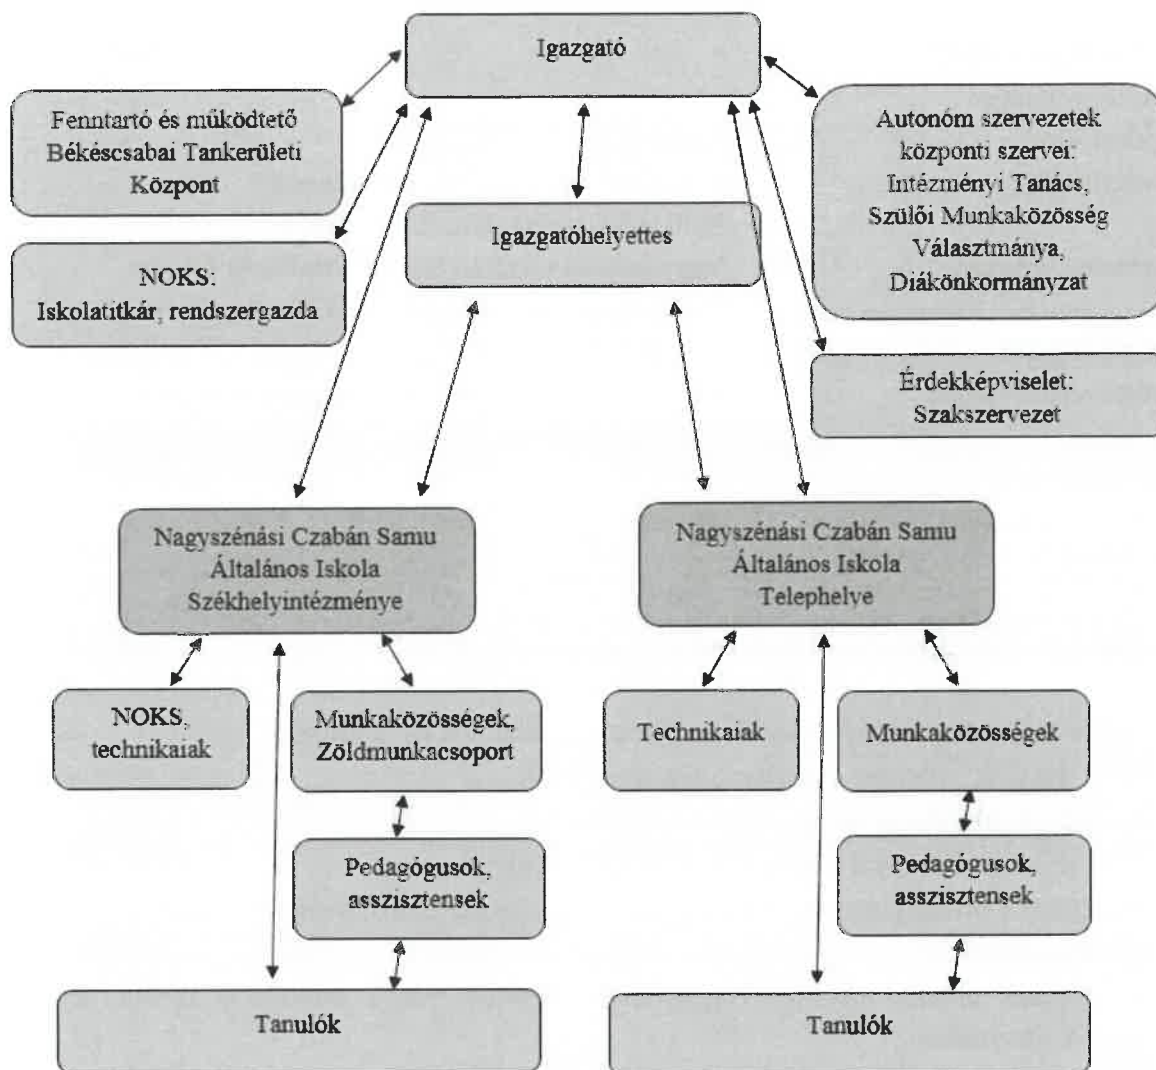 Igazgató
Fenntartó és működtető
Békéscsabai Tankerületi
Központ
Autonóm szervezetek
központi szervei:
Intézményi Tanács,
Szülői Munkaközösség
Választmánya,
Diákönkormányzat
Igazgatóhelyettes
NOKS:
Iskolatitkár, rendszergazda
Érdekképviselet:
Szakszervezet
Nagyszénási Czabán Samu
Általános Iskola
Székhelyintézménye
Nagyszénási Czabán Samu
Általános Iskola
Telephelye
NOKS,
technikaiak
Munkaközösségek,
Zöldmunkacsoport
Technikaiak
Munkaközösségek
Pedagógusok,
asszisztensek
Pedagógusok,
asszisztensek
Tanulók
Tanulók